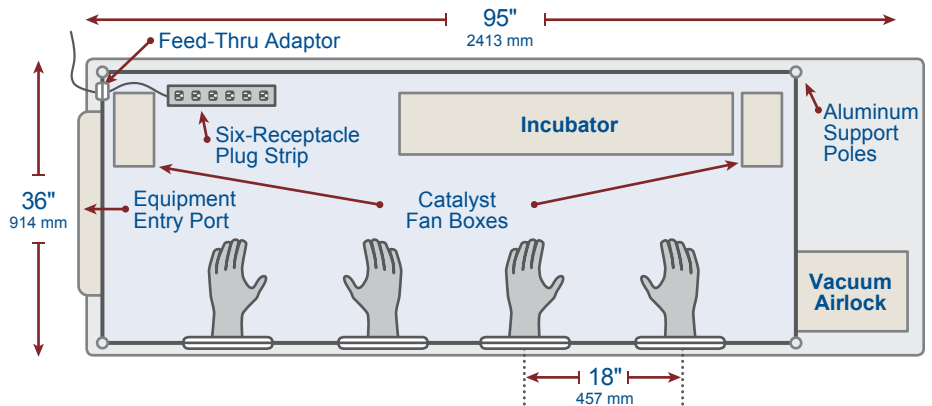 95"
2413 mm
Feed-Thru Adaptor
Six-Receptacle
Plug Strip
Incubator
Aluminum
Support
Poles
36"
914 mm
Equipment
Entry Port
Catalyst
Fan Boxes
Vacuum
Airlock
18"
457 mm